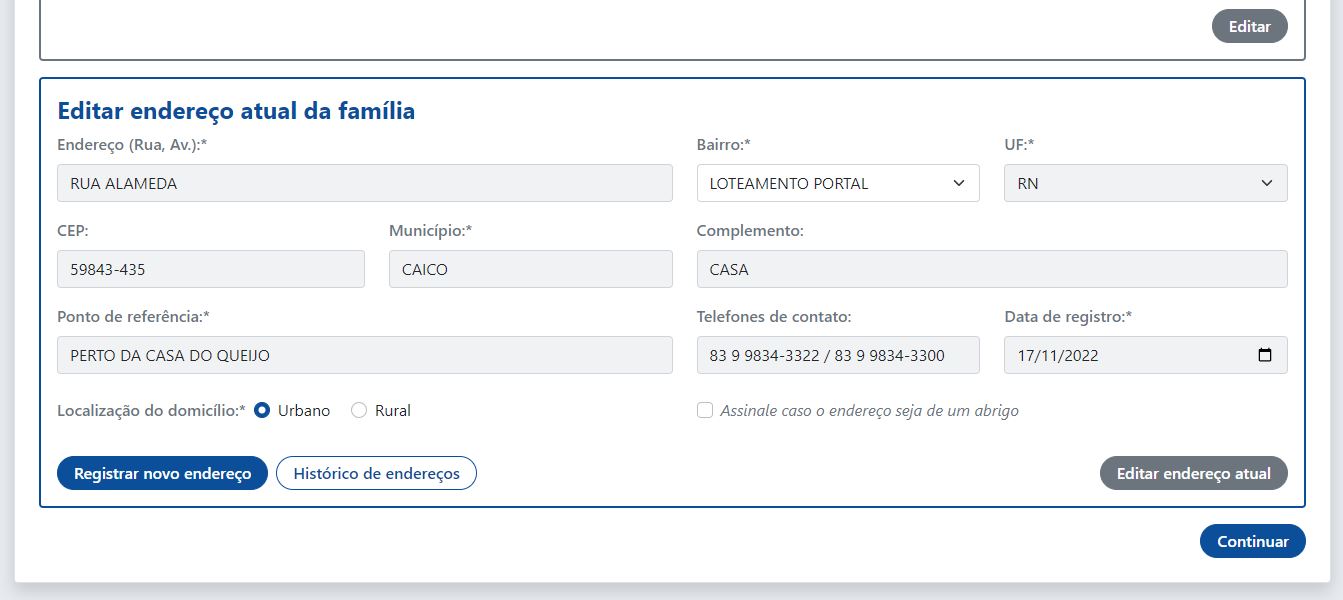 Editar
Editar endereço atual da família
Endereço (Rua, Av.):* Bairro:* UF:*
RUA ALAMEDA LOTEAMENTO PORTAL RN
CEP: Município:* Complemento:
59843-435 CAICO CASA
Ponto de referência:* Telefones de contato: Data de registro:*
PERTO DA CASA DO QUEIJO 83 9 9834-3322 / 83 9 9834-3300 17/11/2022
Localização do domicílio:* Urbano Rural Assinale caso o endereço seja de um abrigo
Registrar novo endereço Histórico de endereços Editar endereço atual
Continuar